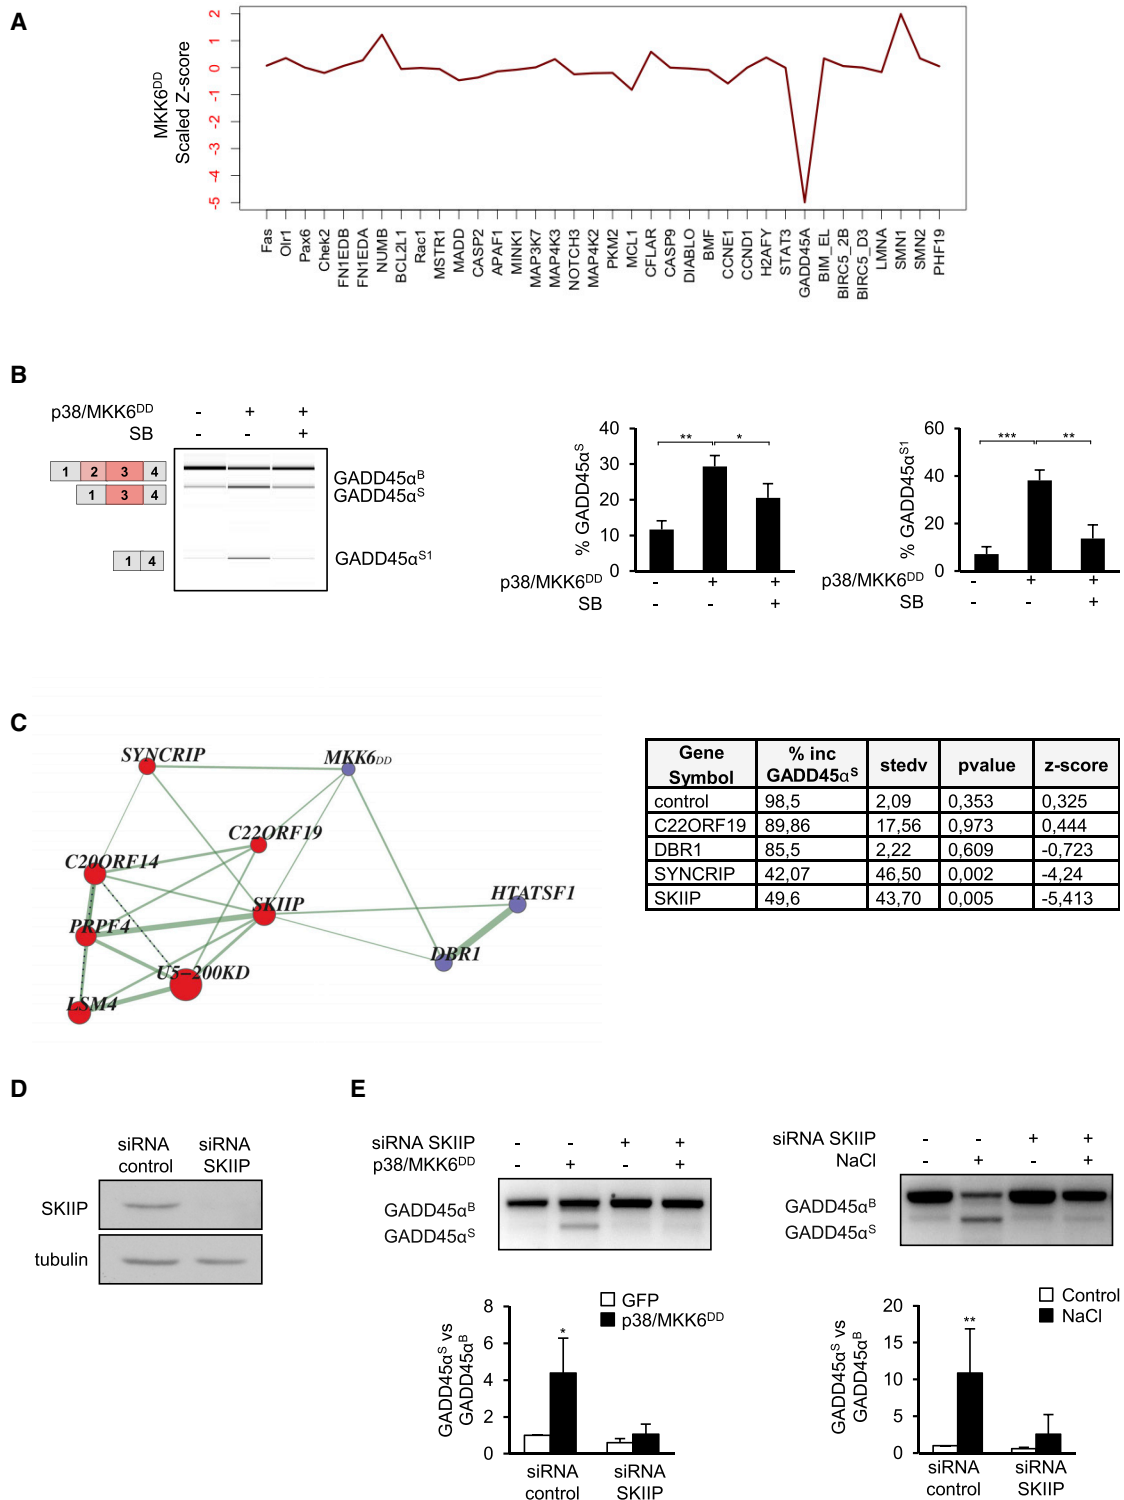 A
MKK6DD
Scaled Z-score
2
1
0
-1
-2
-3
-4
-5
Fas
Olr1
Pax6
Chek2
FN1EDB
FN1EDA
NUMB
BCL2L1
Rac1
MSTR1
MADD
CASP2
APAF1
MINK1
MAP3K7
MAP4K3
NOTCH3
MAP4K2
PKM2
MCL1
CFLAR
CASP9
DIABLO
BMF
CCNE1
CCND1
H2AFY
STAT3
GADD45A
BIM_EL
BIRC5_2B
BIRC5_D3
LMNA
SMN1
SMN2
PHF19
B
p38/MKK6DD - + +
SB - - +
1 2 3 4
1 3 4
1 4
GADD45αB
GADD45αS
GADD45αS1
% GADD45αS
40
30
20
10
0
** *
p38/MKK6DD - + +
SB - - +
% GADD45αS1
60
40
20
0
*** **
p38/MKK6DD - + +
SB - - +
C
SYNCRIP
MKK6DD
C22ORF19
C20ORF14
SKIIP
HTATSF1
PRPF4
DBR1
U5-200KD
LSM4
Gene Symbol % inc GADD45αS stedv pvalue z-score
control 98,5 2,09 0,353 0,325
C22ORF19 89,86 17,56 0,973 0,444
DBR1 85,5 2,22 0,609 -0,723
SYNCRIP 42,07 46,50 0,002 -4,24
SKIIP 49,6 43,70 0,005 -5,413
D
siRNA control
siRNA SKIIP
SKIIP
tubulin
E
siRNA SKIIP - - + +
p38/MKK6DD - + - +
GADD45αB
GADD45αS
siRNA SKIIP - - + +
NaCl - + - +
GADD45αB
GADD45αS
GADD45αS vs
GADD45αB
8
6
4
2
0
GFP
p38/MKK6DD
*
siRNA control
siRNA SKIIP
GADD45αS vs
GADD45αB
20
15
10
5
0
Control
NaCl
**
siRNA control
siRNA SKIIP